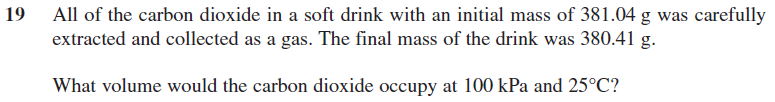 19 All of the carbon dioxide in a soft drink with an initial mass of 381.04 g was carefully
extracted and collected as a gas. The final mass of the drink was 380.41 g.
What volume would the carbon dioxide occupy at 100 kPa and 25°C?